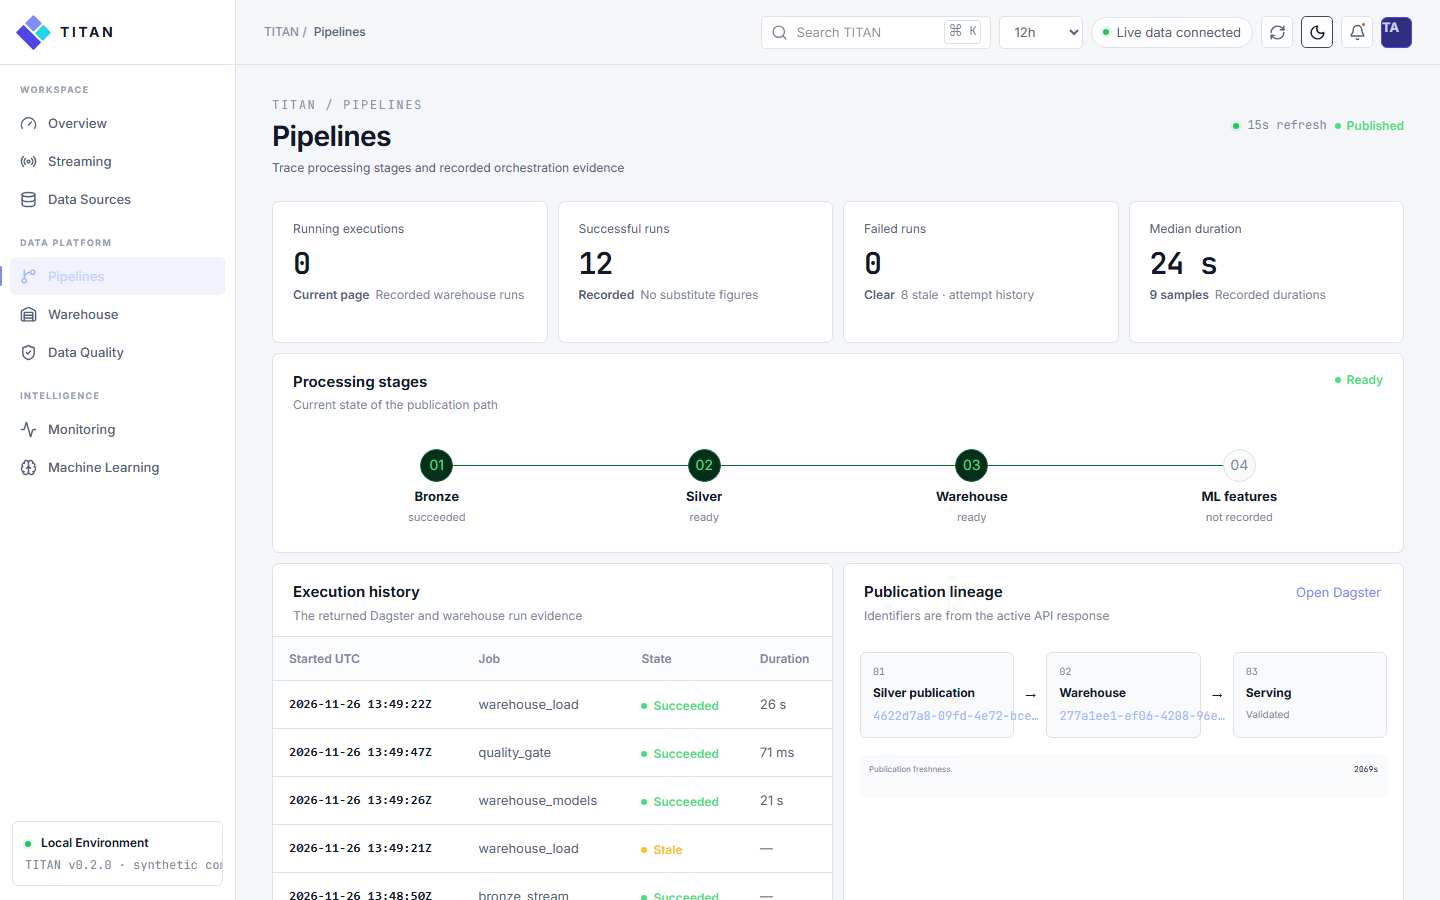 TITAN
TITAN / Pipelines
Search TITAN
⌘ K
12h
Live data connected
TA
WORKSPACE
Overview
Streaming
Data Sources
DATA PLATFORM
Pipelines
Warehouse
Data Quality
INTELLIGENCE
Monitoring
Machine Learning
Local Environment
TITAN v0.2.0 · synthetic con
TITAN / PIPELINES
Pipelines
Trace processing stages and recorded orchestration evidence
15s refresh
Published
Running executions
0
Current page Recorded warehouse runs
Successful runs
12
Recorded No substitute figures
Failed runs
0
Clear 8 stale · attempt history
Median duration
24 s
9 samples Recorded durations
Processing stages
Current state of the publication path
Ready
01
02
03
04
Bronze
Silver
Warehouse
ML features
succeeded
ready
ready
not recorded
Execution history
The returned Dagster and warehouse run evidence
Started UTC Job State Duration
2026-11-26 13:49:22Z warehouse_load Succeeded 26 s
2026-11-26 13:49:47Z quality_gate Succeeded 71 ms
2026-11-26 13:49:26Z warehouse_models Succeeded 21 s
2026-11-26 13:49:21Z warehouse_load Stale —
2026-11-26 13:48:50Z bronze_stream Succeeded —
Publication lineage
Open Dagster
Identifiers are from the active API response
01
Silver publication
4622d7a8-09fd-4e72-bce…
→
02
Warehouse
277a1ee1-ef06-4208-96e…
→
03
Serving
Validated
Publication freshness
2069s